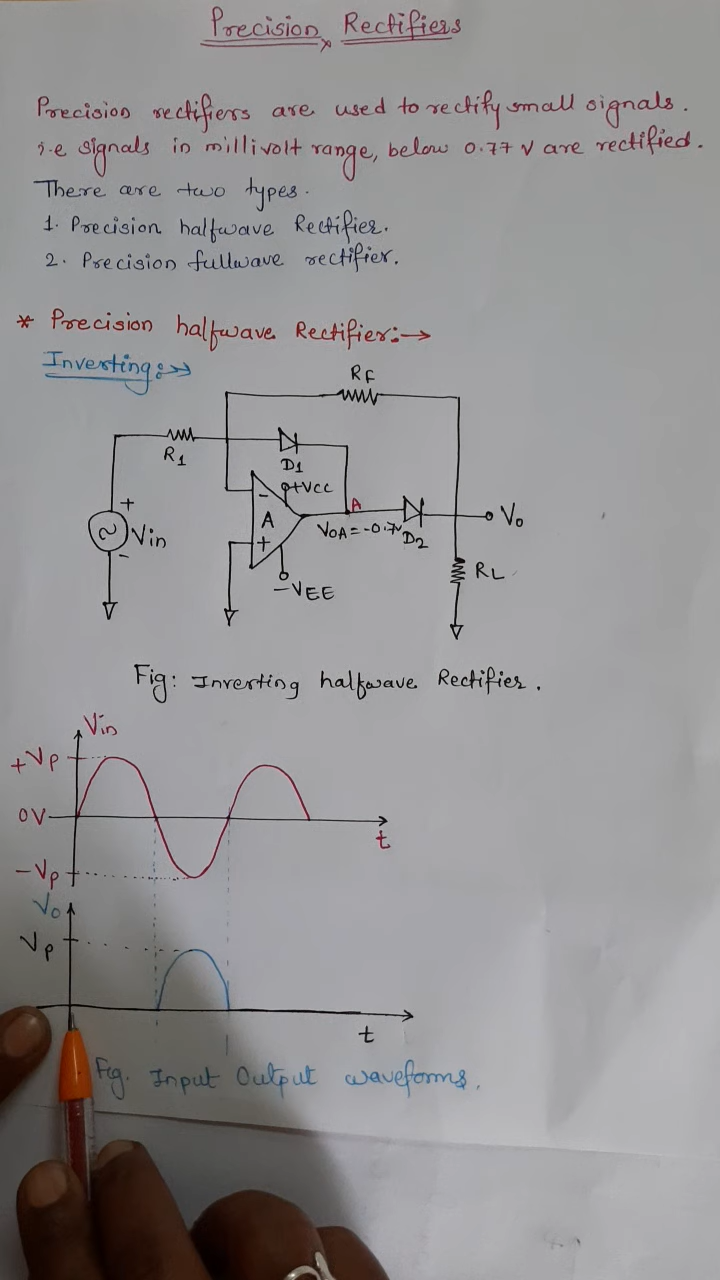 Precision Rectifiers
Precision rectifiers are used to rectify small signals.
i.e signals in millivolt range, below 0.77 V are rectified.
There are two types.
1. Precision halfwave Rectifier.
2. Precision fullwave rectifier.
* Precision halfwave Rectifier:→
Inverting:→
RF
R1
D1
+VCC
A
-
A
+
VOA=-0.7V
D2
Vo
+
Vin
-
-VEE
RL
Fig: Inverting halfwave Rectifier.
Vin
+Vp
0V
t
-Vp
Vo
Vp
t
Fig. Input Output waveforms.